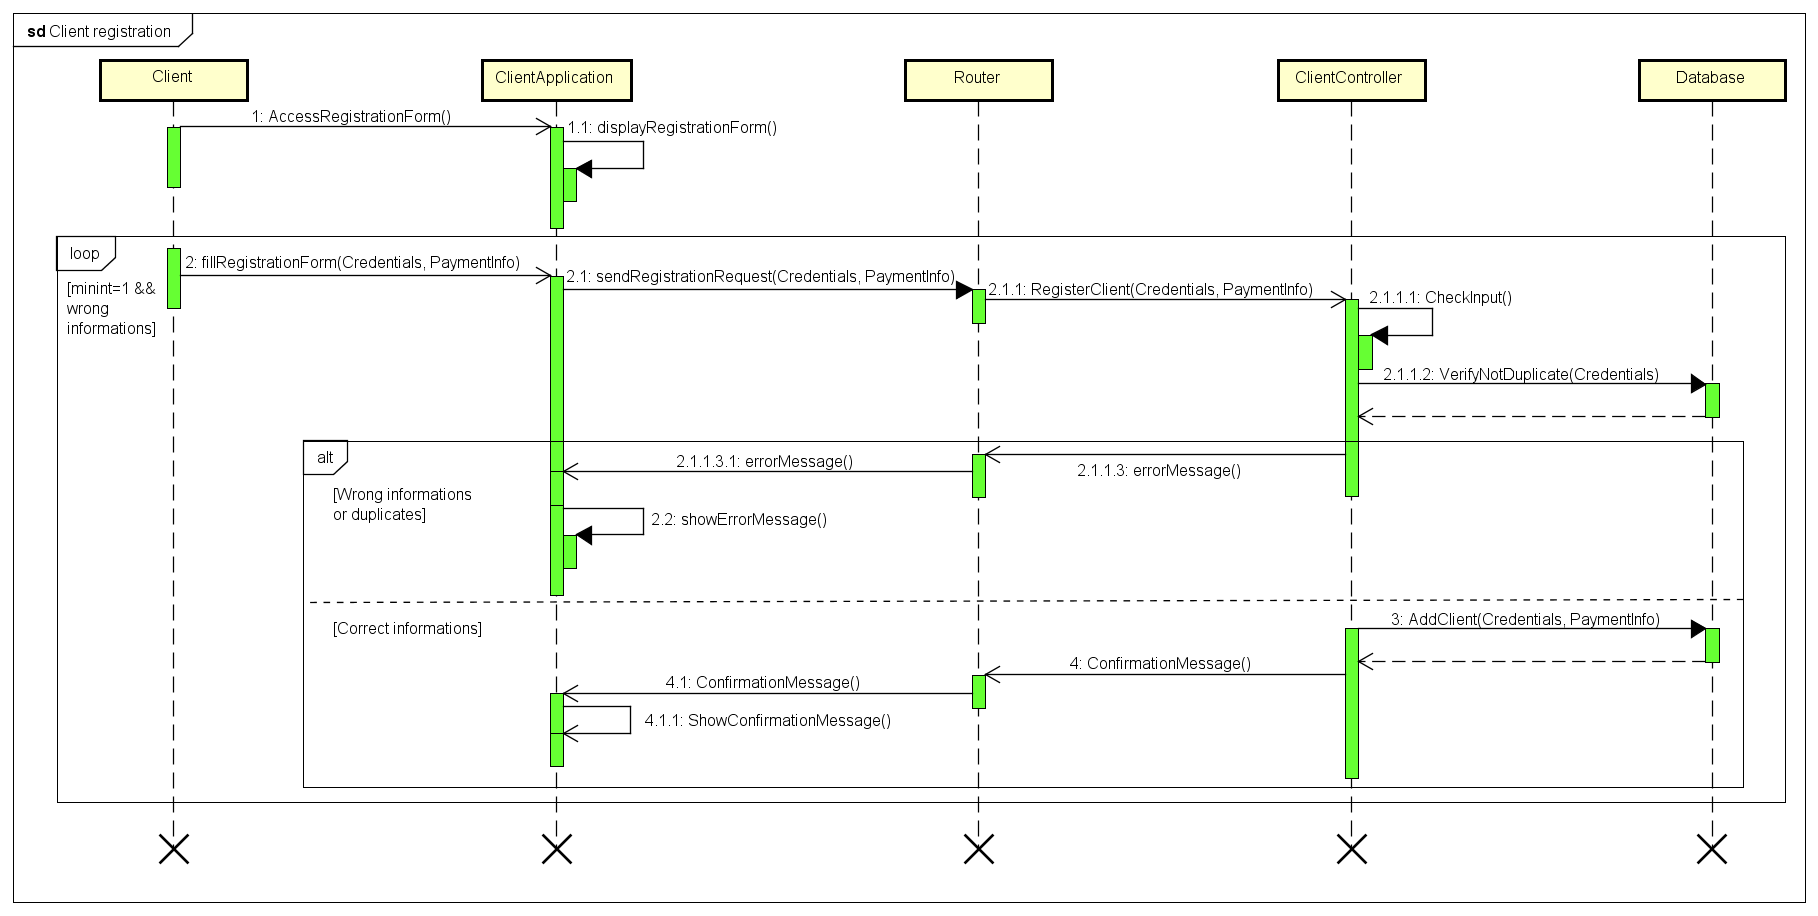 sd Client registration
Client
ClientApplication
Router
ClientController
Database
1: AccessRegistrationForm()
1.1: displayRegistrationForm()
loop
[minint=1 &&
wrong
informations]
2: fillRegistrationForm(Credentials, PaymentInfo)
2.1: sendRegistrationRequest(Credentials, PaymentInfo)
2.1.1: RegisterClient(Credentials, PaymentInfo)
2.1.1.1: CheckInput()
2.1.1.2: VerifyNotDuplicate(Credentials)
alt
[Wrong informations
or duplicates]
2.1.1.3.1: errorMessage()
2.1.1.3: errorMessage()
2.2: showErrorMessage()
[Correct informations]
3: AddClient(Credentials, PaymentInfo)
4: ConfirmationMessage()
4.1: ConfirmationMessage()
4.1.1: ShowConfirmationMessage()